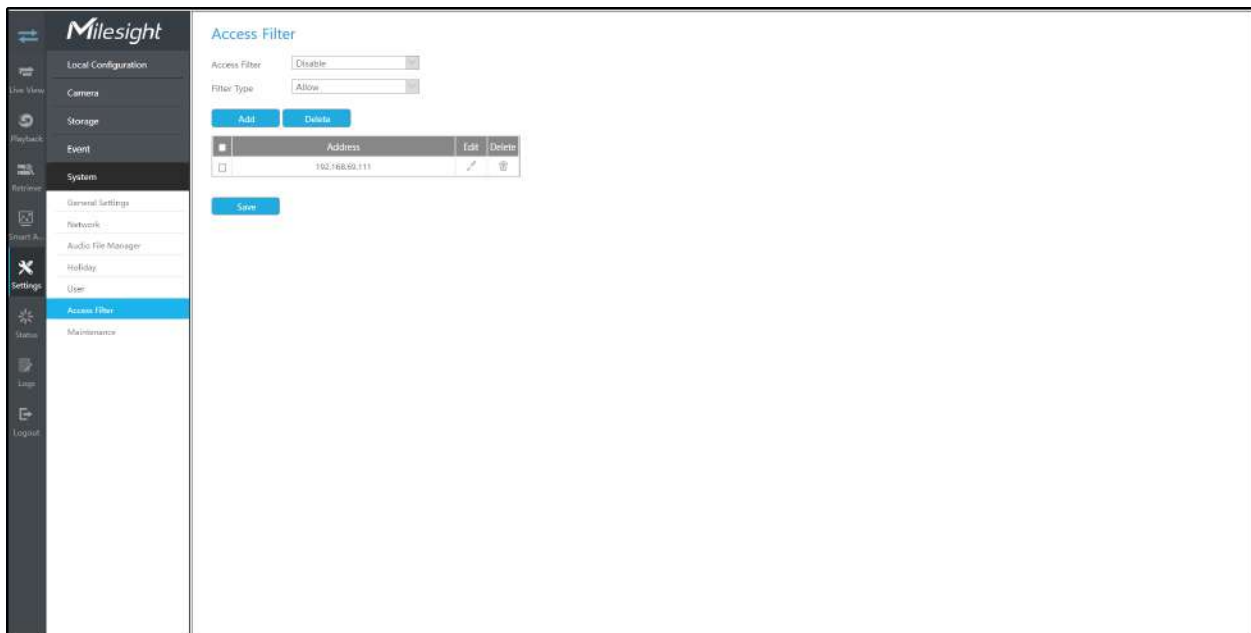 Milesight
Live View
Playback
Retrieve
Smart A...
Settings
Status
Logs
Logout
Local Configuration
Camera
Storage
Event
System
General Settings
Network
Audio File Manager
Holiday
User
Access Filter
Maintenance
Access Filter
Access Filter Disable
Filter Type Allow
Add Delete
Address Edit Delete
192.168.69.111
Save